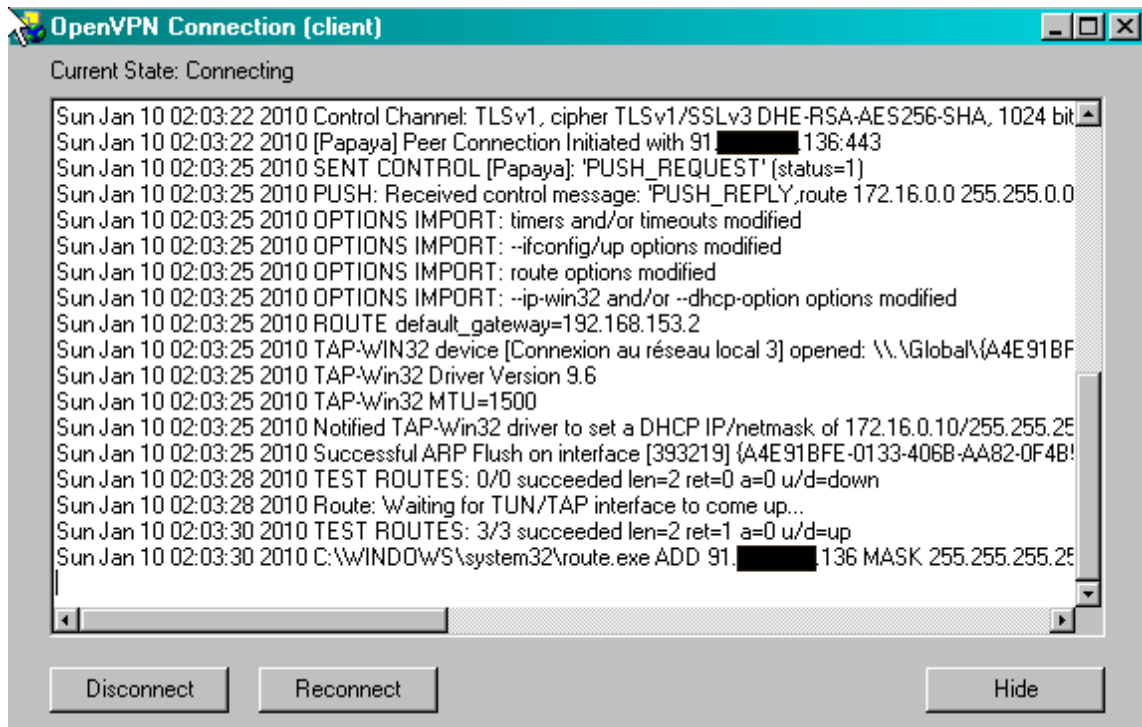 OpenVPN Connection (client)
Current State: Connecting
Sun Jan 10 02:03:22 2010 Control Channel: TLSv1, cipher TLSv1/SSLv3 DHE-RSA-AES256-SHA, 1024 bit
Sun Jan 10 02:03:22 2010 [Papaya] Peer Connection Initiated with 91. .136:443
Sun Jan 10 02:03:25 2010 SENT CONTROL [Papaya]: 'PUSH_REQUEST' (status=1)
Sun Jan 10 02:03:25 2010 PUSH: Received control message: 'PUSH_REPLY,route 172.16.0.0 255.255.0.0
Sun Jan 10 02:03:25 2010 OPTIONS IMPORT: timers and/or timeouts modified
Sun Jan 10 02:03:25 2010 OPTIONS IMPORT: --ifconfig/up options modified
Sun Jan 10 02:03:25 2010 OPTIONS IMPORT: route options modified
Sun Jan 10 02:03:25 2010 OPTIONS IMPORT: --ip-win32 and/or --dhcp-option options modified
Sun Jan 10 02:03:25 2010 ROUTE default_gateway=192.168.153.2
Sun Jan 10 02:03:25 2010 TAP-WIN32 device [Connexion au réseau local 3] opened: \\.\Global\{A4E91BF
Sun Jan 10 02:03:25 2010 TAP-Win32 Driver Version 9.6
Sun Jan 10 02:03:25 2010 TAP-Win32 MTU=1500
Sun Jan 10 02:03:25 2010 Notified TAP-Win32 driver to set a DHCP IP/netmask of 172.16.0.10/255.255.25
Sun Jan 10 02:03:25 2010 Successful ARP Flush on interface [393219] {A4E91BFE-0133-406B-AA82-0F4B
Sun Jan 10 02:03:28 2010 TEST ROUTES: 0/0 succeeded len=2 ret=0 a=0 u/d=down
Sun Jan 10 02:03:28 2010 Route: Waiting for TUN/TAP interface to come up...
Sun Jan 10 02:03:30 2010 TEST ROUTES: 3/3 succeeded len=2 ret=1 a=0 u/d=up
Sun Jan 10 02:03:30 2010 C:\WINDOWS\system32\route.exe ADD 91. .136 MASK 255.255.255.25
Disconnect
Reconnect
Hide